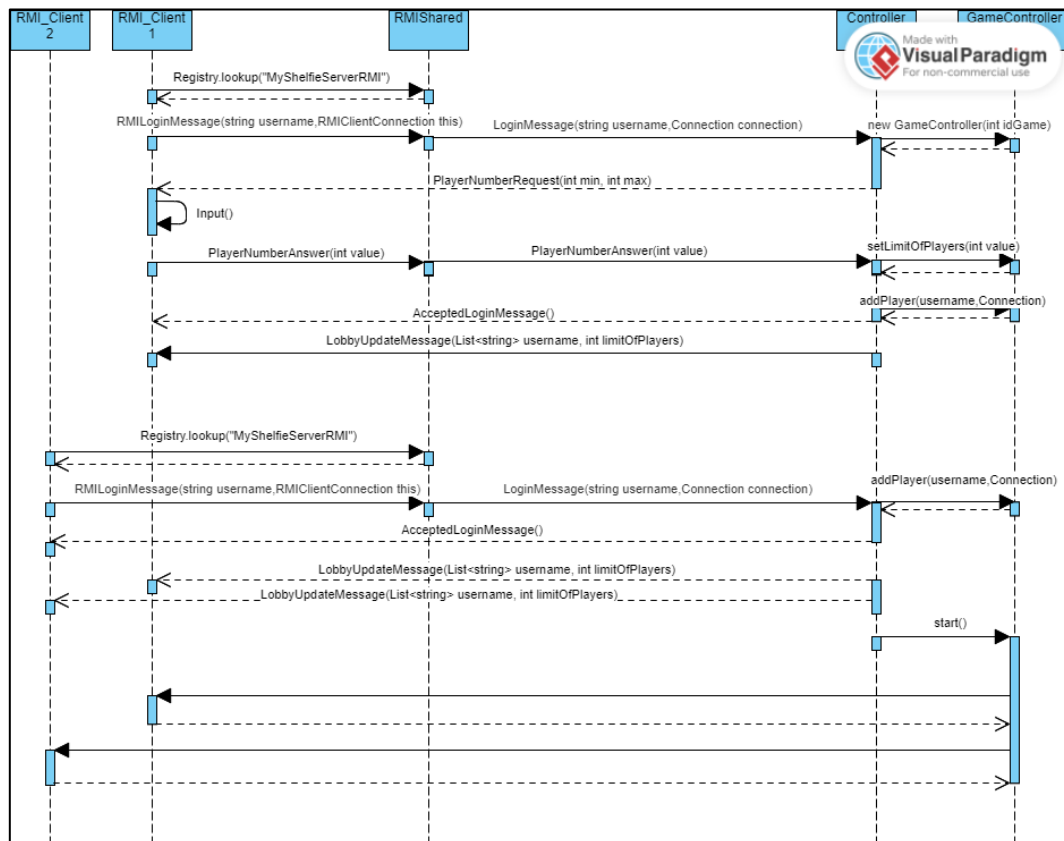 RMI_Client
2
RMI_Client
1
RMIShared
Controller
GameController
Made with
Visual Paradigm
For non-commercial use
Registry.lookup("MyShelfieServerRMI")
RMILoginMessage(string username,RMIClientConnection this)
LoginMessage(string username,Connection connection)
new GameController(int idGame)
PlayerNumberRequest(int min, int max)
Input()
PlayerNumberAnswer(int value)
PlayerNumberAnswer(int value)
setLimitOfPlayers(int value)
addPlayer(username,Connection)
AcceptedLoginMessage()
LobbyUpdateMessage(List<string> username, int limitOfPlayers)
Registry.lookup("MyShelfieServerRMI")
RMILoginMessage(string username,RMIClientConnection this)
LoginMessage(string username,Connection connection)
addPlayer(username,Connection)
AcceptedLoginMessage()
LobbyUpdateMessage(List<string> username, int limitOfPlayers)
LobbyUpdateMessage(List<string> username, int limitOfPlayers)
start()